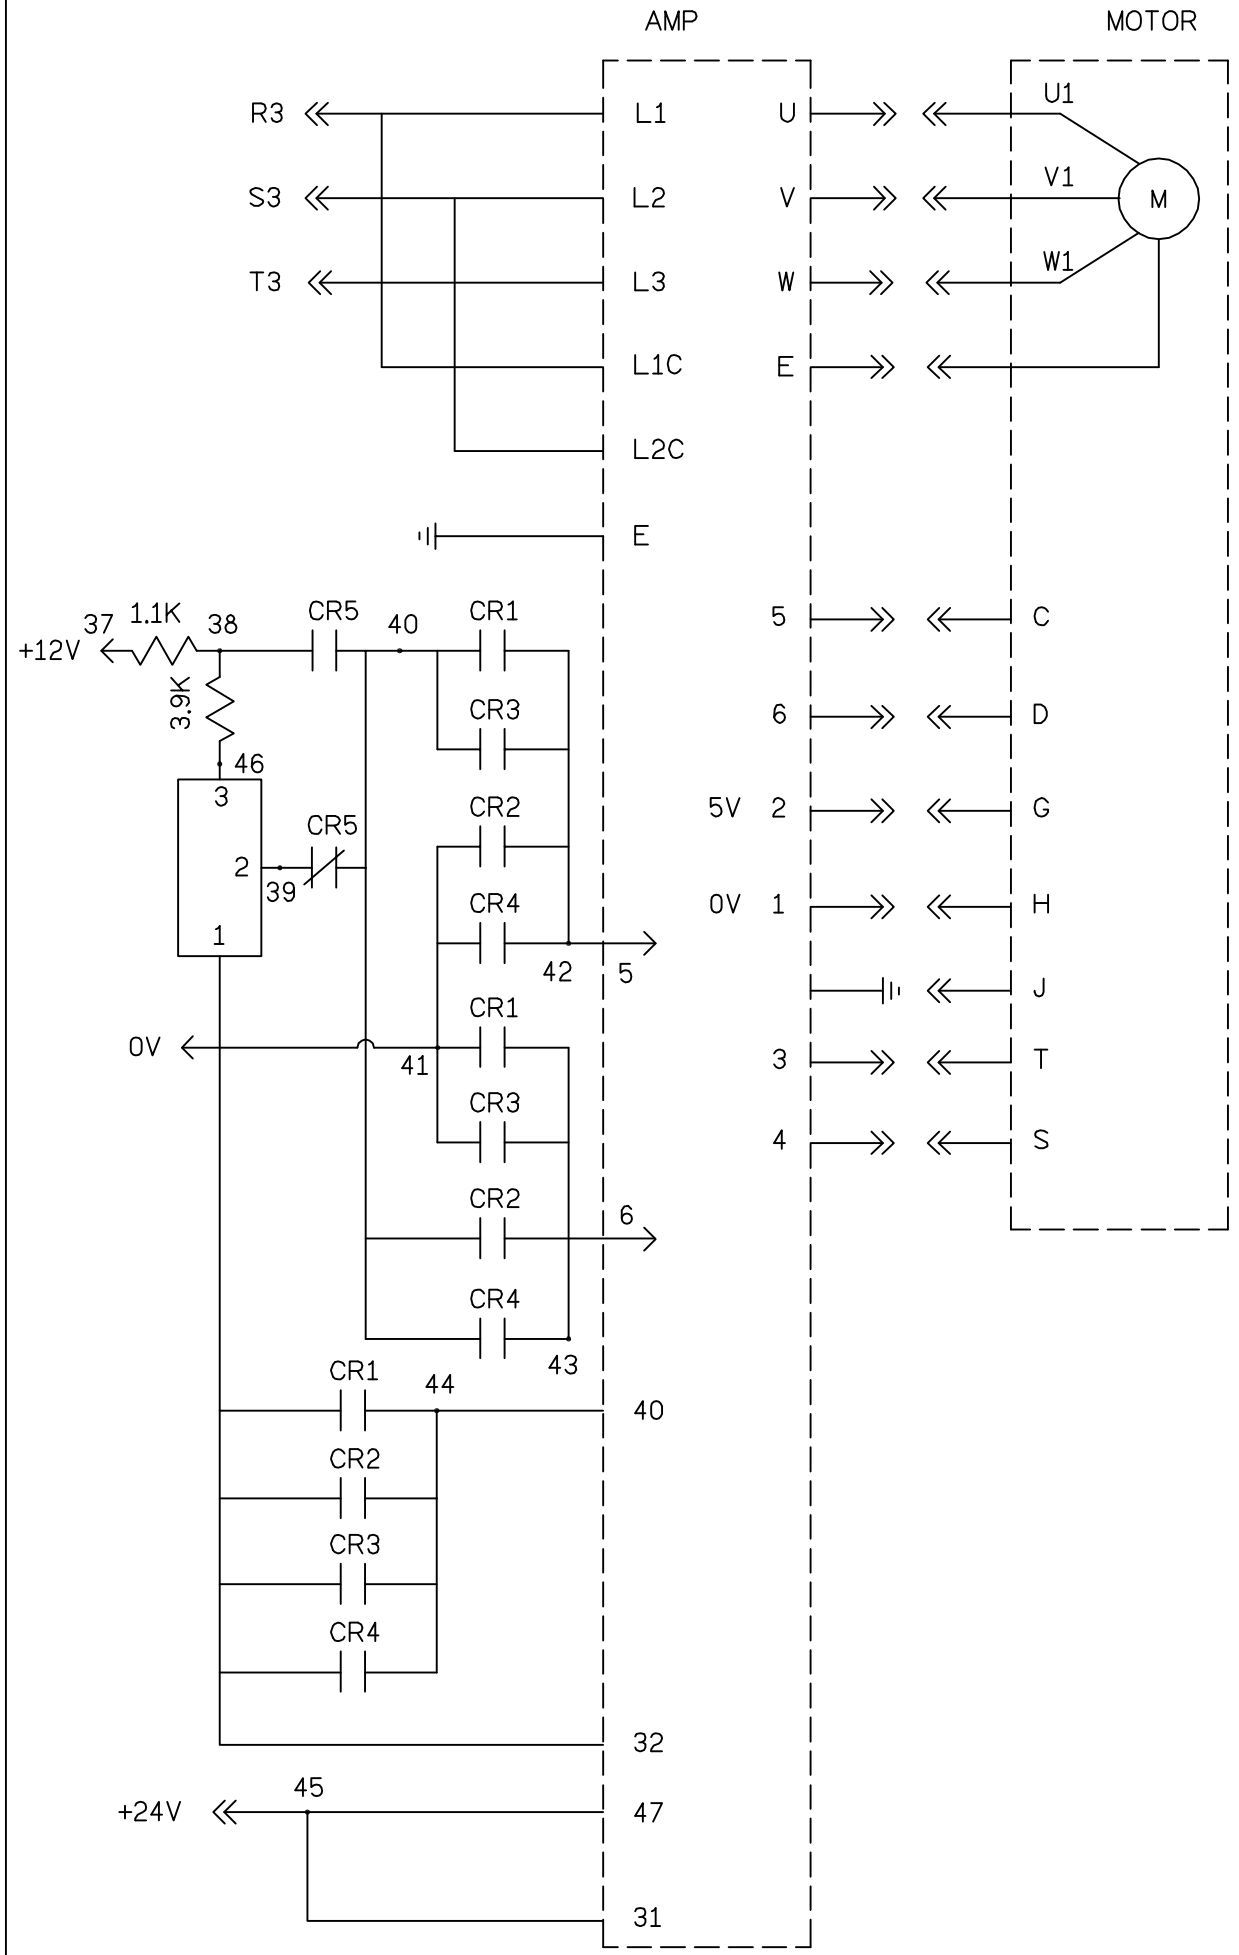 AMP MOTOR
R3 L1 U U1
S3 L2 V V1 M
T3 L3 W W1
L1C E
L2C
E
37 1.1K 38 CR5 40 CR1 5 C
+12V
3.9K CR3 6 D
46
3 CR2 5V 2 G
CR5
2
39 CR4 0V 1 H
1
42 5
J
CR1
0V 41 3 T
CR3
4 S
CR2 6
CR4
43
CR1 44
40
CR2
CR3
CR4
32
45
+24V 47
31